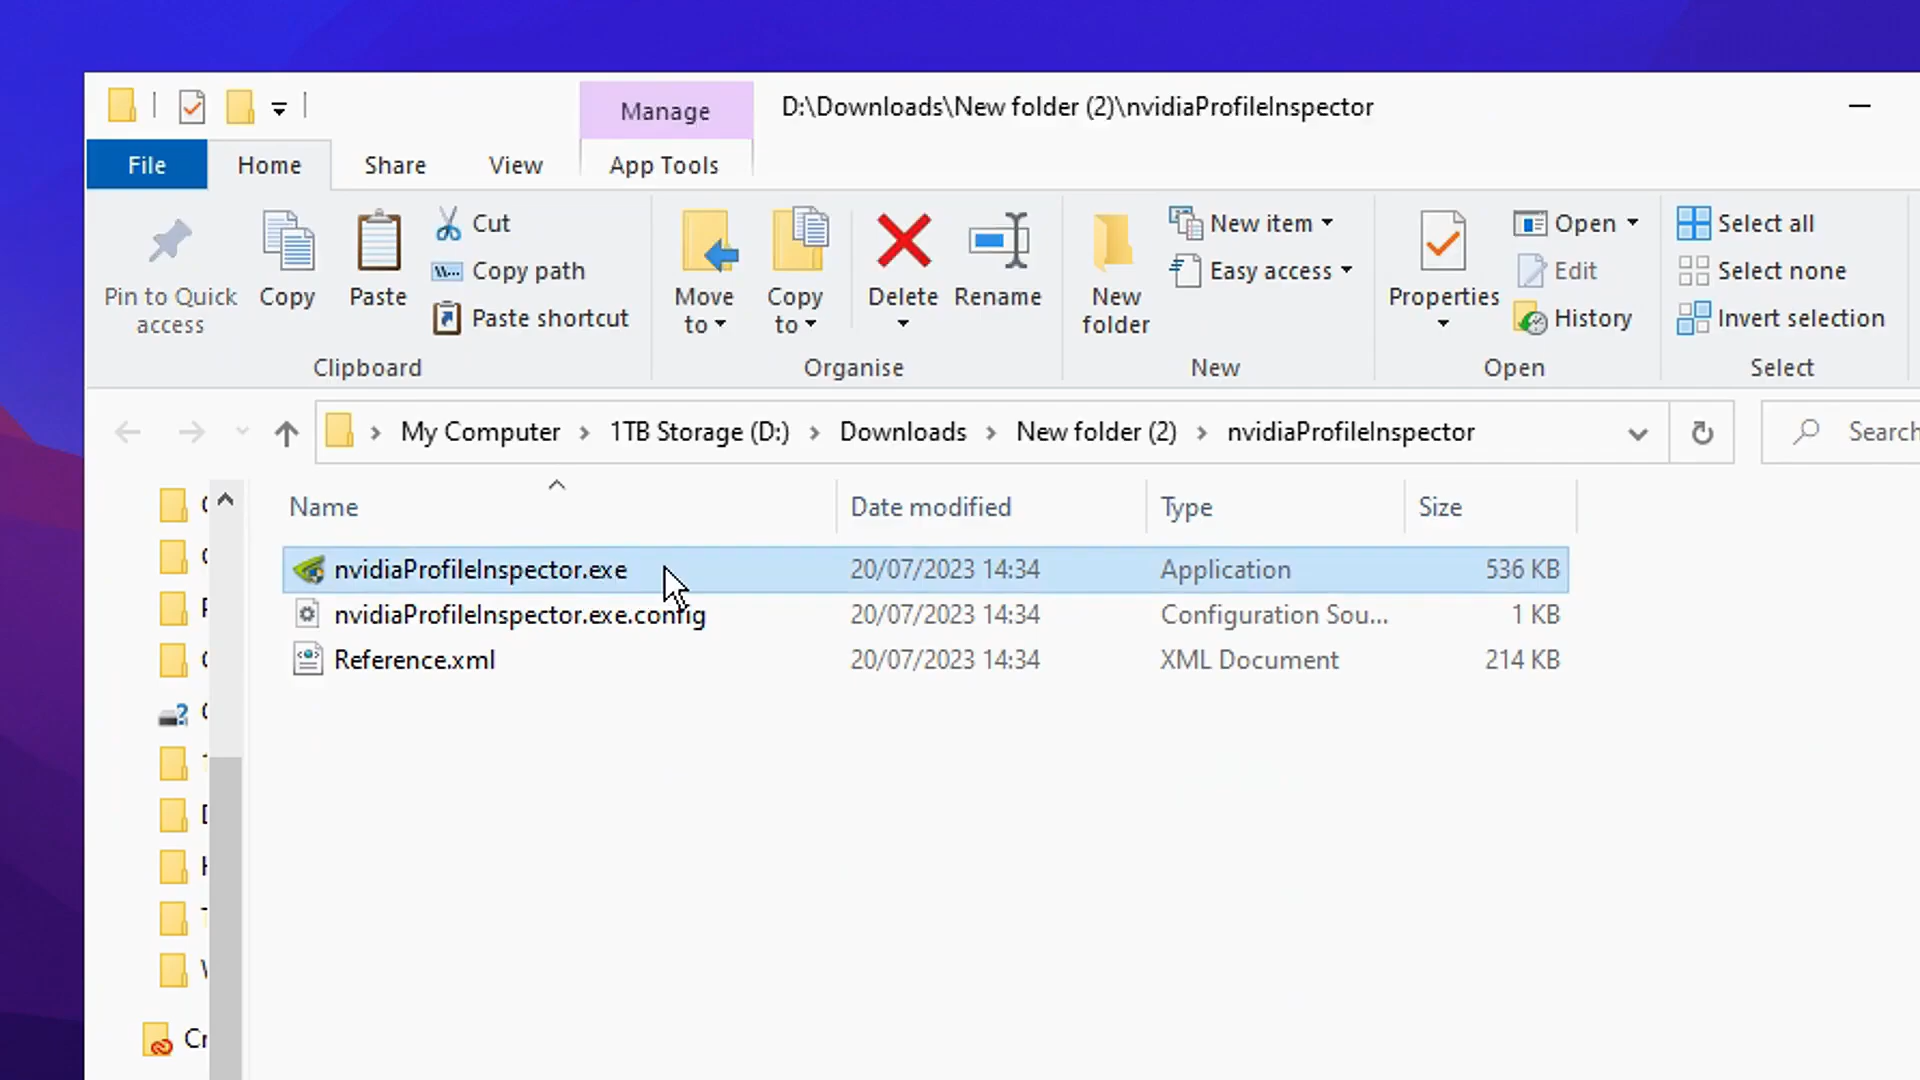 Manage
D:\Downloads\New folder (2)\nvidiaProfileInspector
File
Home
Share
View
App Tools
Pin to Quick
access
Copy
Paste
Cut
Copy path
Paste shortcut
Clipboard
Move
to
Copy
to
Delete
Rename
Organise
New
folder
New item
Easy access
New
Properties
Open
Edit
History
Open
Select all
Select none
Invert selection
Select
My Computer
1TB Storage (D:)
Downloads
New folder (2)
nvidiaProfileInspector
Search
Name
Date modified
Type
Size
nvidiaProfileInspector.exe
20/07/2023 14:34
Application
536 KB
nvidiaProfileInspector.exe.config
20/07/2023 14:34
Configuration Sou...
1 KB
Reference.xml
20/07/2023 14:34
XML Document
214 KB
Cr